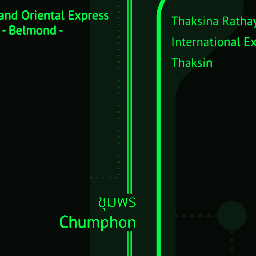 and Oriental Express
- Belmond -
Thaksina Rathay
International Ex
Thaksin
ชุมพร
Chumphon